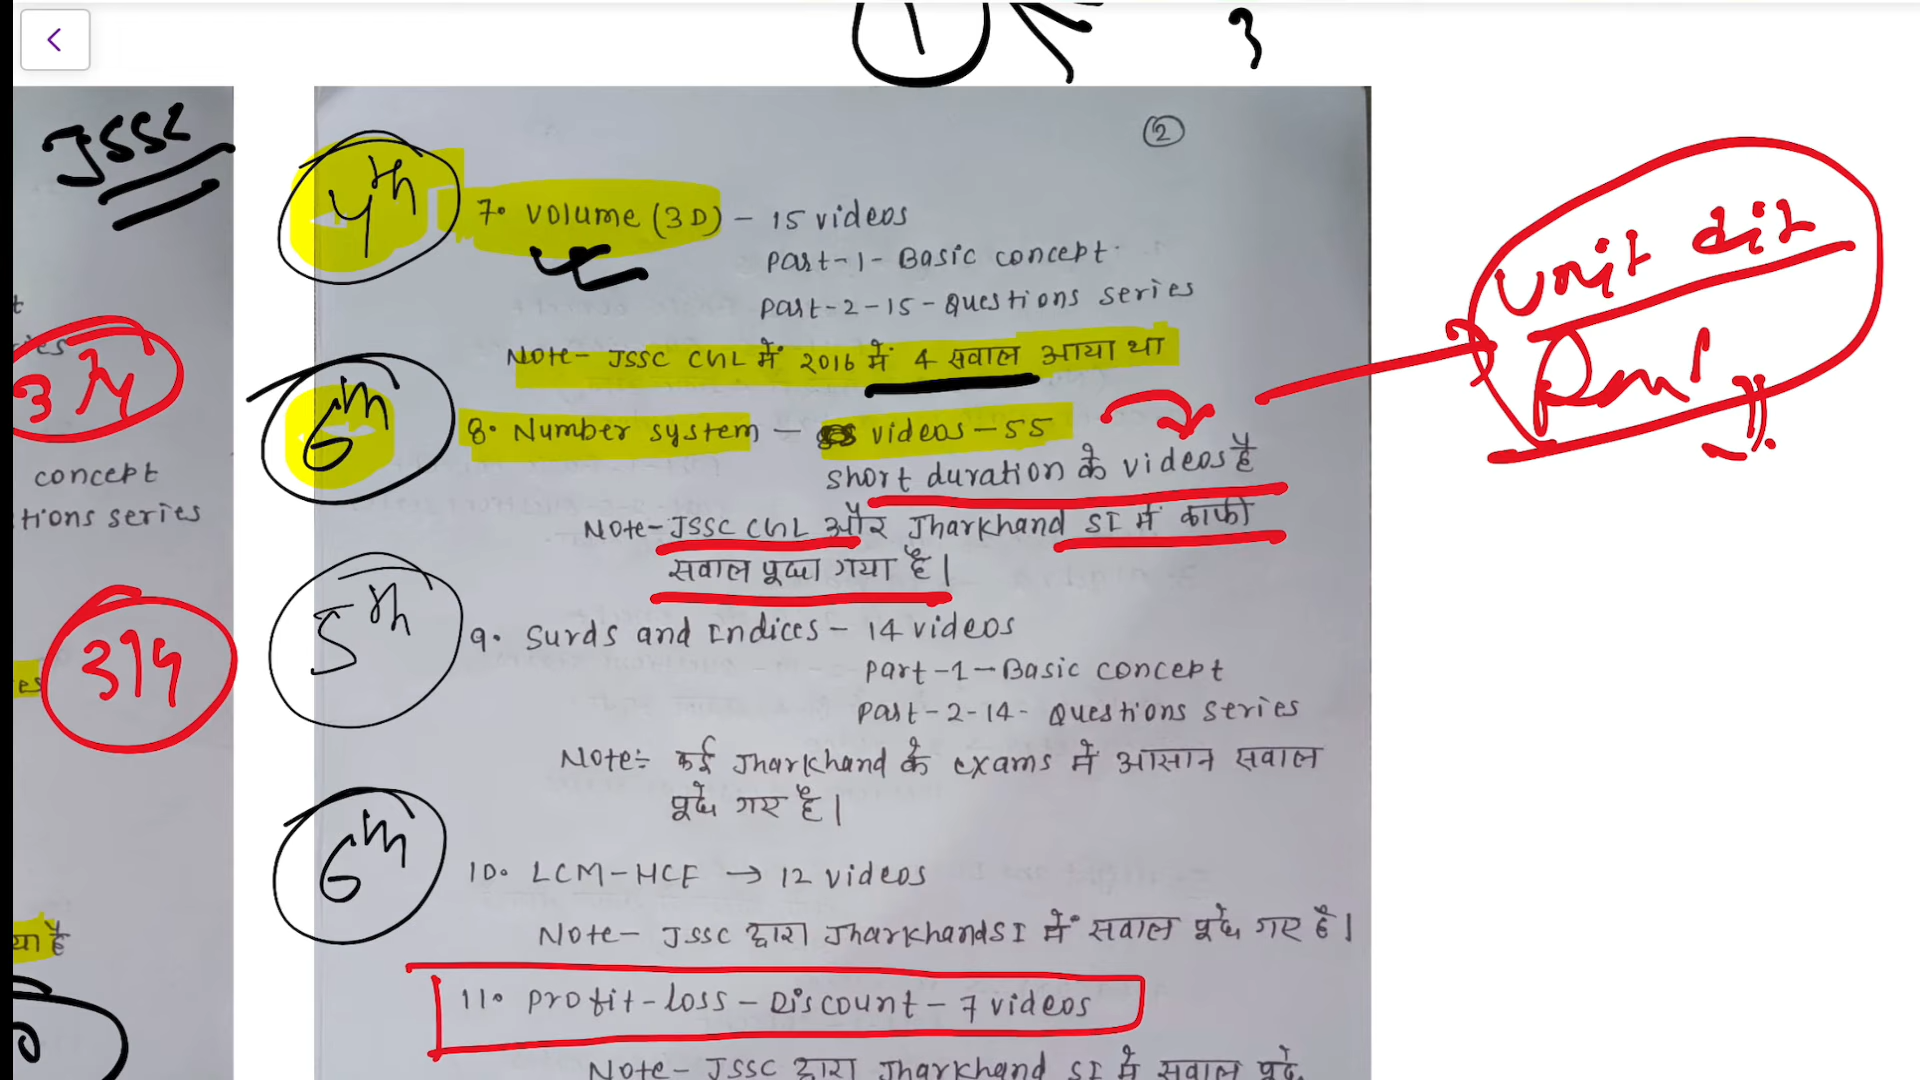 JSSC
②
4th
7. Volume (3D) - 15 videos
Part-1- Basic concept
Part-2-15-Questions series
Note- JSSC CGL में 2016 में 4 सवाल आया था
6th
8. Number system - videos - 55
short duration के videos है
Note- JSSC CGL और Jharkhand SI में काफी
सवाल पूछा गया है।
5th
9. Surds and Indices - 14 videos
Part-1-Basic concept
Part-2-14- Questions series
Note:- कई Jharkhand के exams में आसान सवाल
पूछे गए है।
6th
10. LCM-HCF → 12 videos
Note- JSSC द्वारा Jharkhand SI में सवाल पूछे गए है।
11. Profit-Loss-Discount-7 videos
Note- JSSC द्वारा Jharkhand SI में सवाल पूछे
concept
tions series
es
या है
1
3
Unit